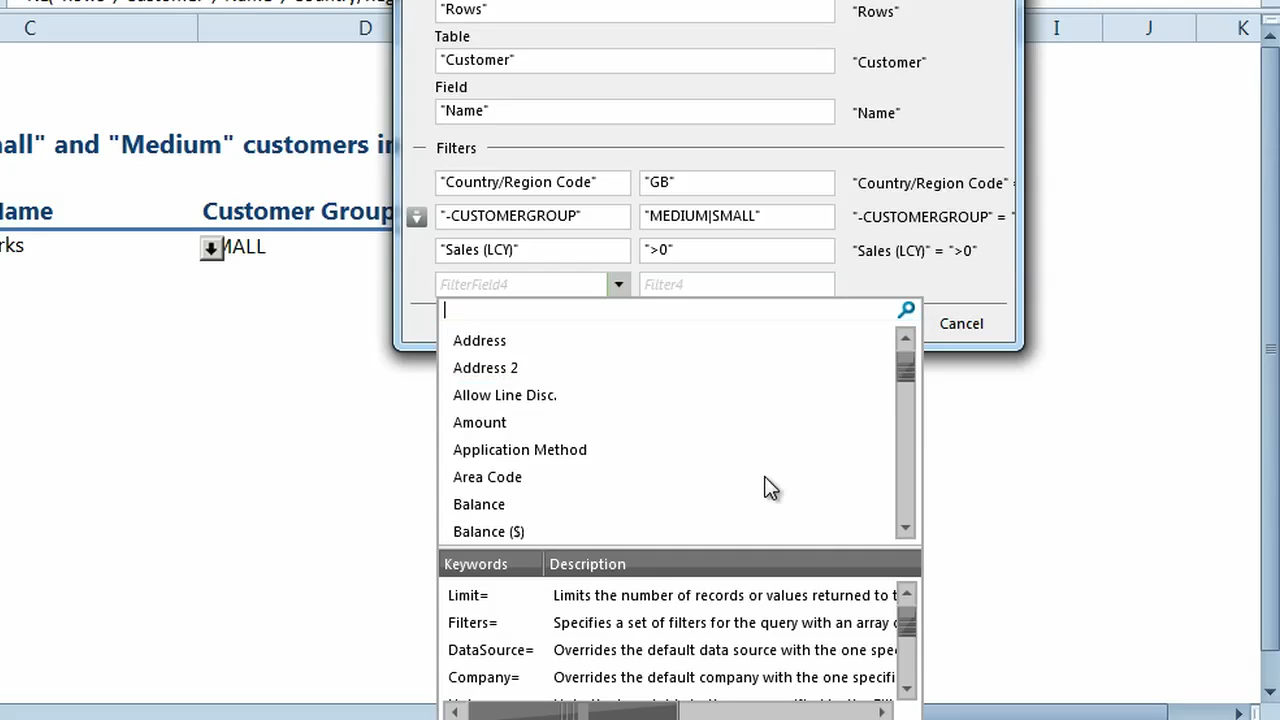 "Rows" "Rows"
C D I J K
Table
"Customer" "Customer"
Field
"Name" "Name"
all" and "Medium" customers in
Filters
"Country/Region Code" "GB" "Country/Region Code" =
Name Customer Group "-CUSTOMERGROUP" "MEDIUM|SMALL" "-CUSTOMERGROUP" = "
rks MALL "Sales (LCY)" ">0" "Sales (LCY)" = ">0"
FilterField4 Filter4
Cancel
Address
Address 2
Allow Line Disc.
Amount
Application Method
Area Code
Balance
Balance ($)
Keywords Description
Limit= Limits the number of records or values returned to t
Filters= Specifies a set of filters for the query with an array
DataSource= Overrides the default data source with the one spe
Company= Overrides the default company with the one specifi